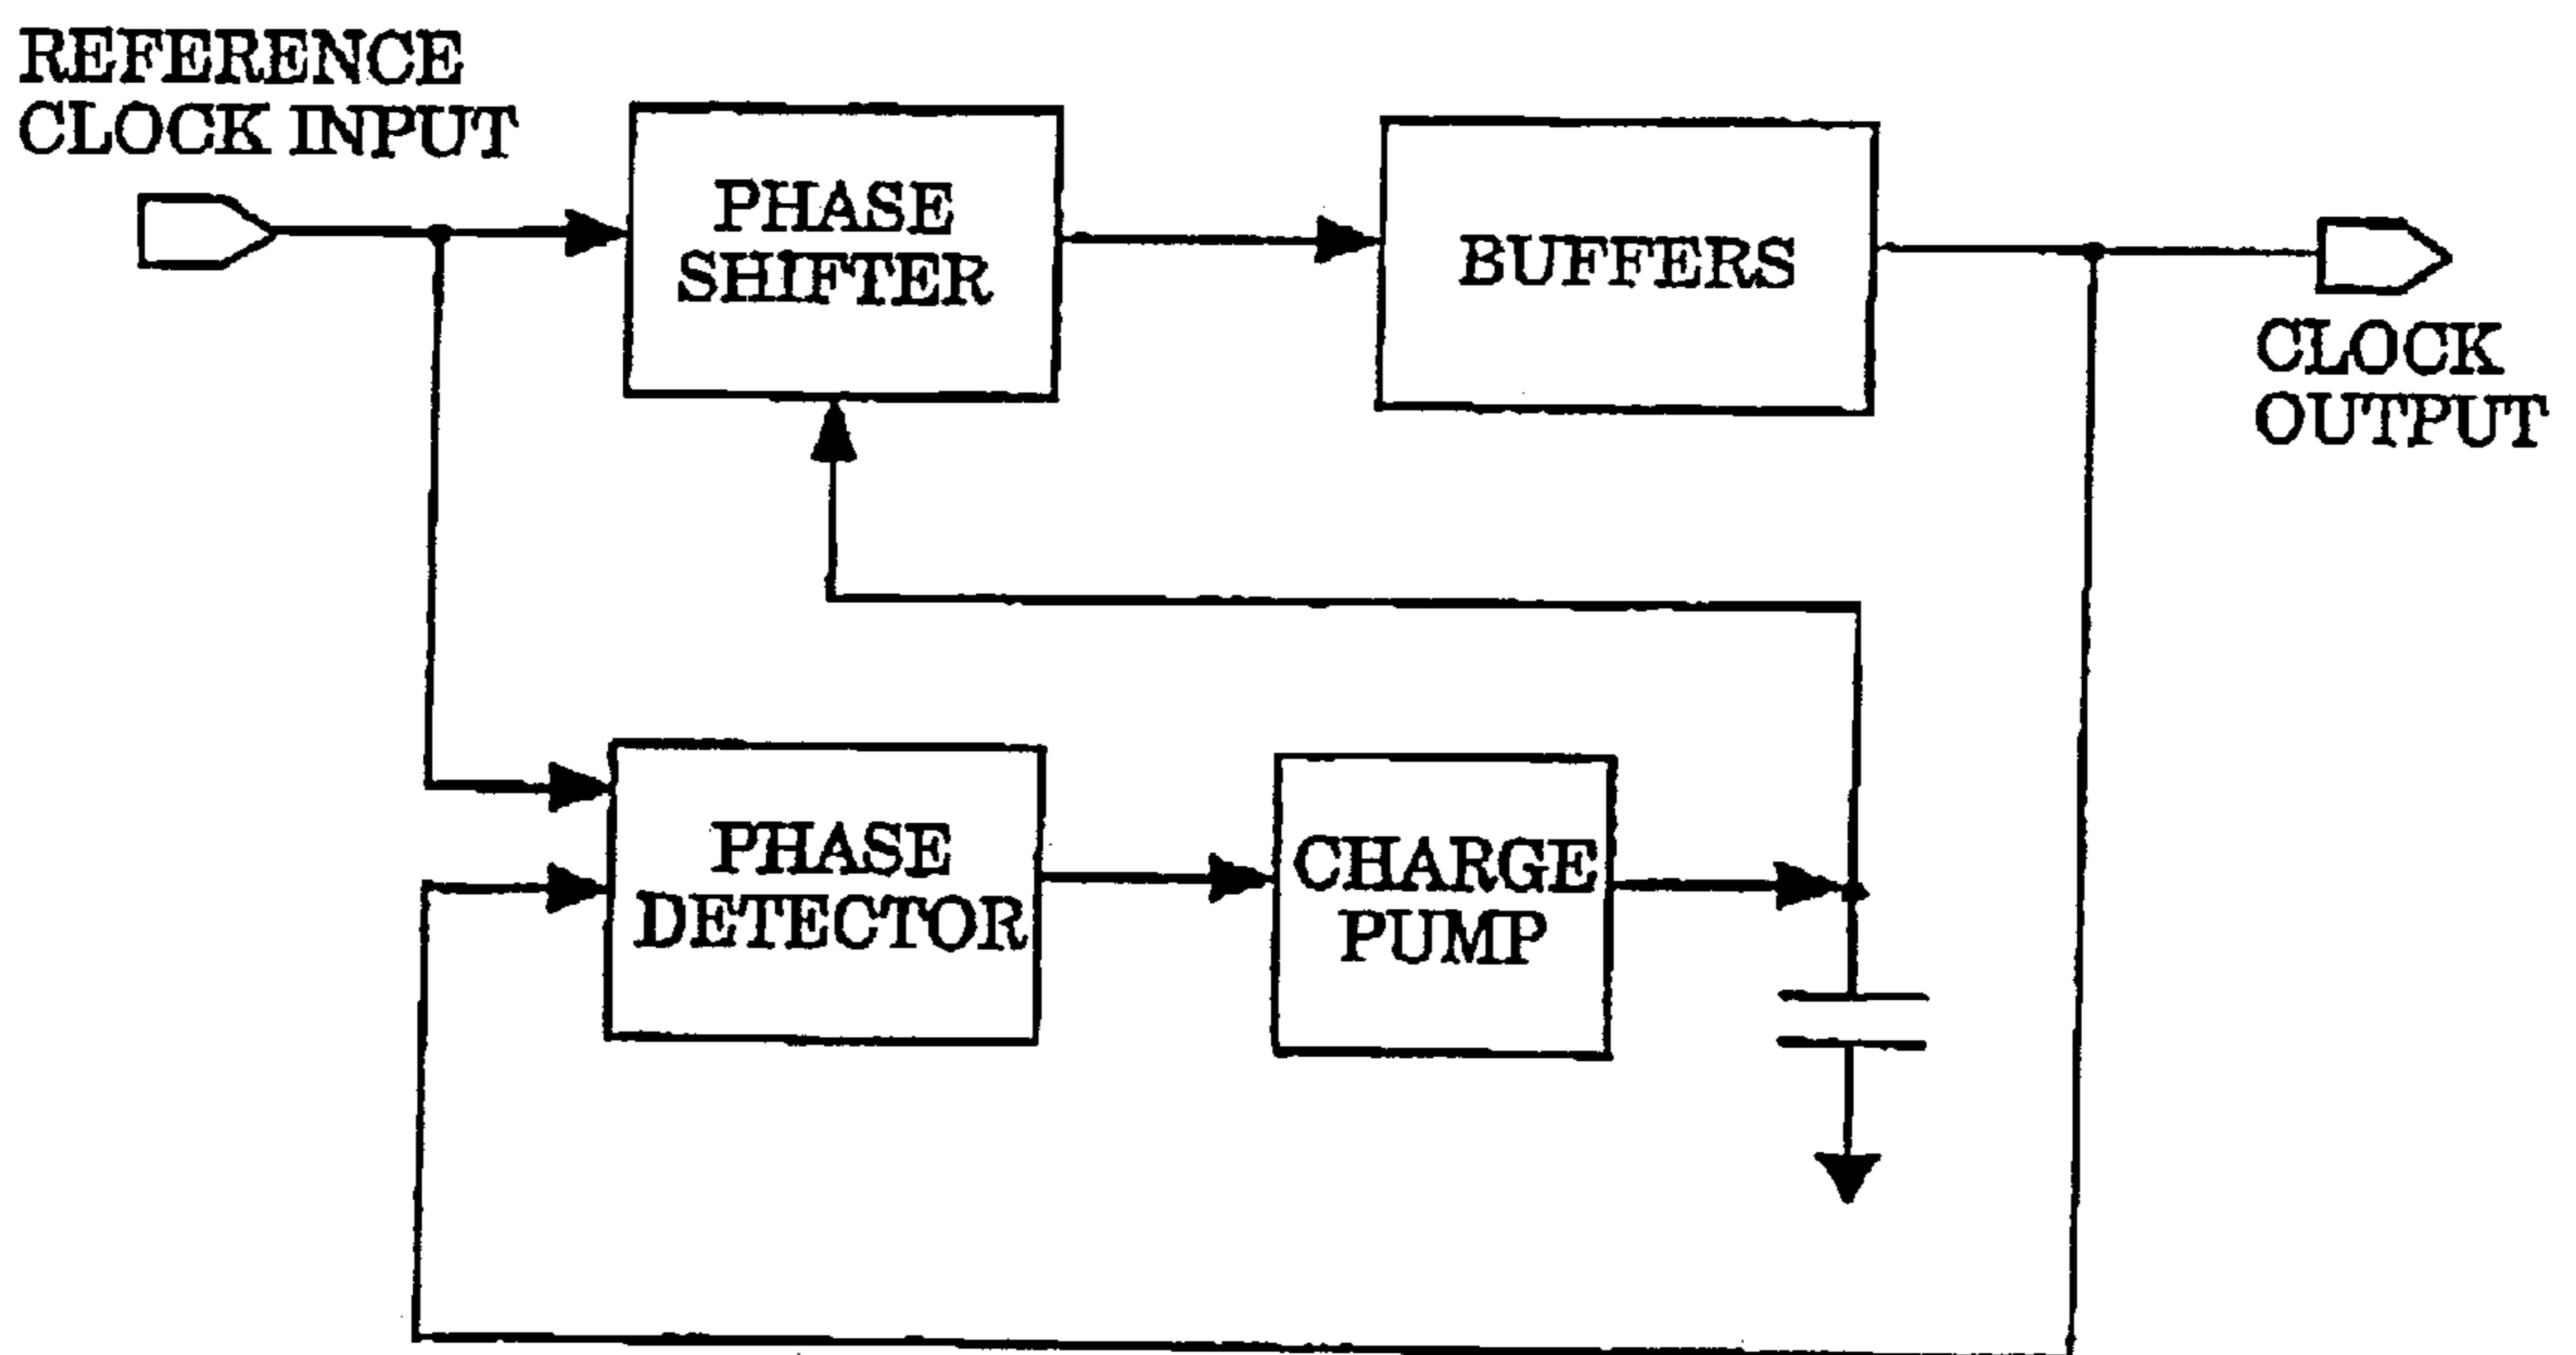 REFERENCE
CLOCK INPUT
PHASE
SHIFTER
BUFFERS
CLOCK
OUTPUT
PHASE
DETECTOR
CHARGE
PUMP